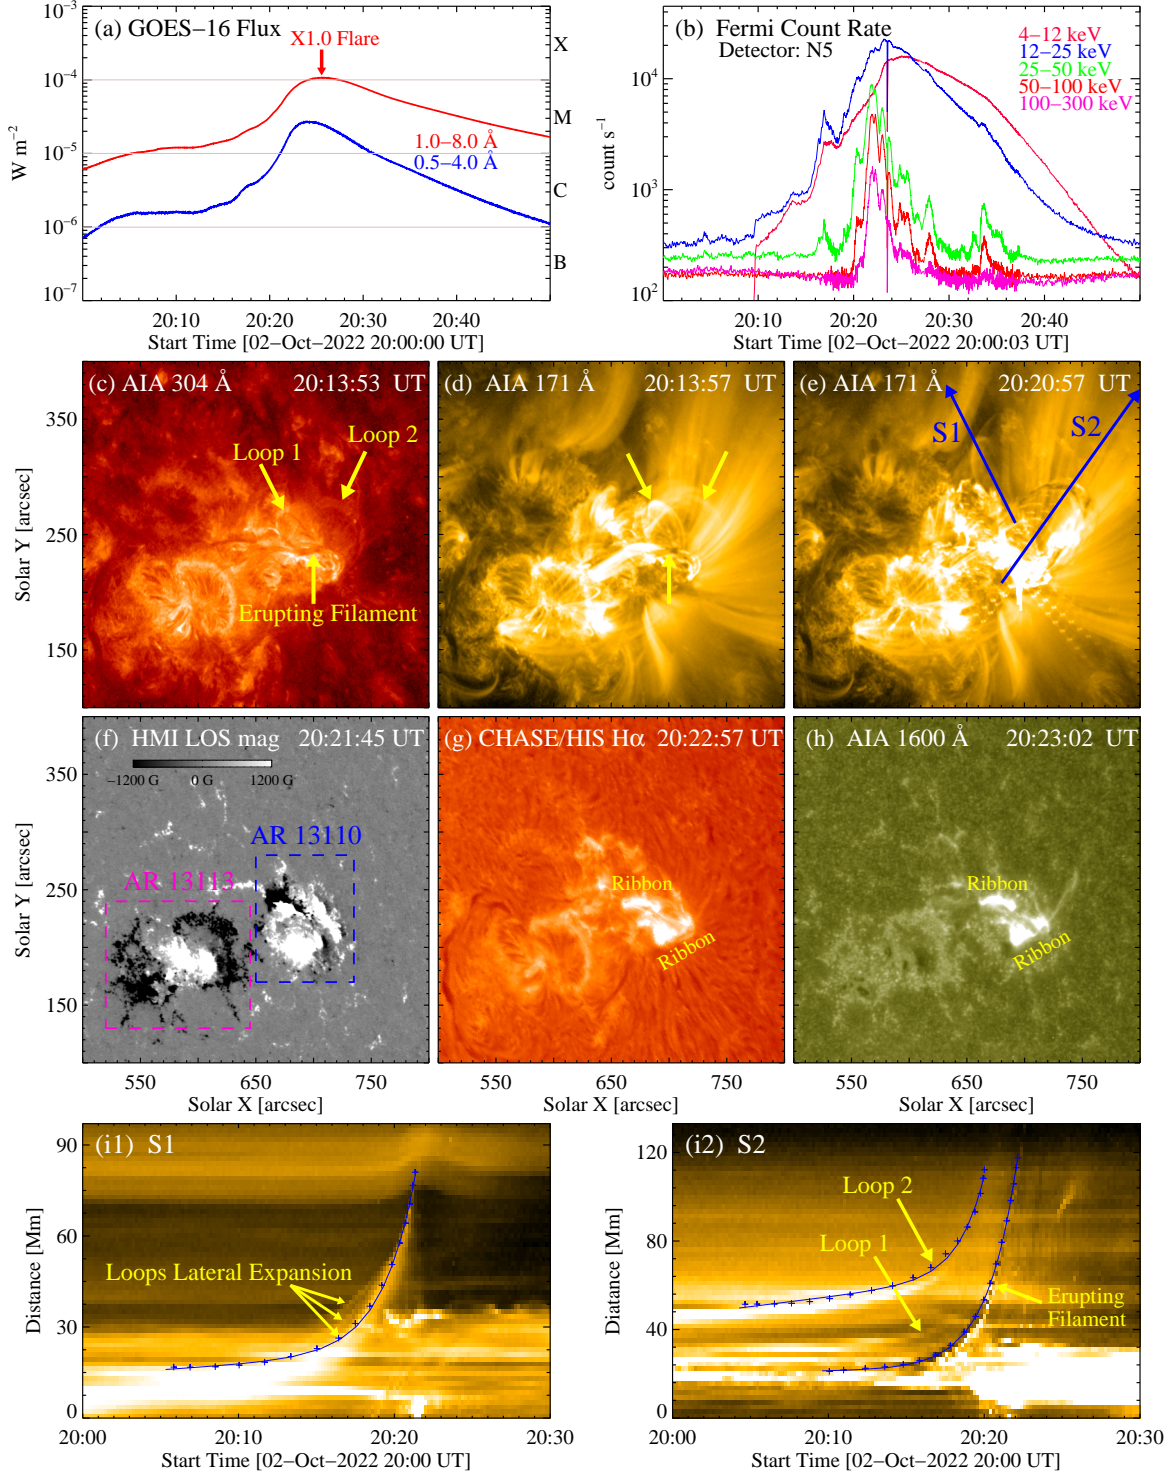 (a) GOES−16 Flux
X1.0 Flare
1.0−8.0 Å
0.5−4.0 Å
W m−2
10−3
10−4
10−5
10−6
10−7
X
M
C
B
20:10 20:20 20:30 20:40
Start Time [02−Oct−2022 20:00:00 UT]
(b) Fermi Count Rate
Detector: N5
4−12 keV
12−25 keV
25−50 keV
50−100 keV
100−300 keV
count s−1
104
103
102
20:10 20:20 20:30 20:40
Start Time [02−Oct−2022 20:00:03 UT]
(c) AIA 304 Å 20:13:53 UT
Loop 1
Loop 2
Erupting Filament
Solar Y [arcsec]
350
250
150
(d) AIA 171 Å 20:13:57 UT
(e) AIA 171 Å 20:20:57 UT
S1
S2
(f) HMI LOS mag 20:21:45 UT
−1200 G 0 G 1200 G
AR 13110
AR 13113
Solar Y [arcsec]
350
250
150
550 650 750
Solar X [arcsec]
(g) CHASE/HIS Hα 20:22:57 UT
Ribbon
Ribbon
550 650 750
Solar X [arcsec]
(h) AIA 1600 Å 20:23:02 UT
Ribbon
Ribbon
550 650 750
Solar X [arcsec]
(i1) S1
Loops Lateral Expansion
Distance [Mm]
90
60
30
0
20:00 20:10 20:20 20:30
Start Time [02−Oct−2022 20:00 UT]
(i2) S2
Loop 2
Loop 1
Erupting
Filament
Diatance [Mm]
120
80
40
0
20:00 20:10 20:20 20:30
Start Time [02−Oct−2022 20:00 UT]